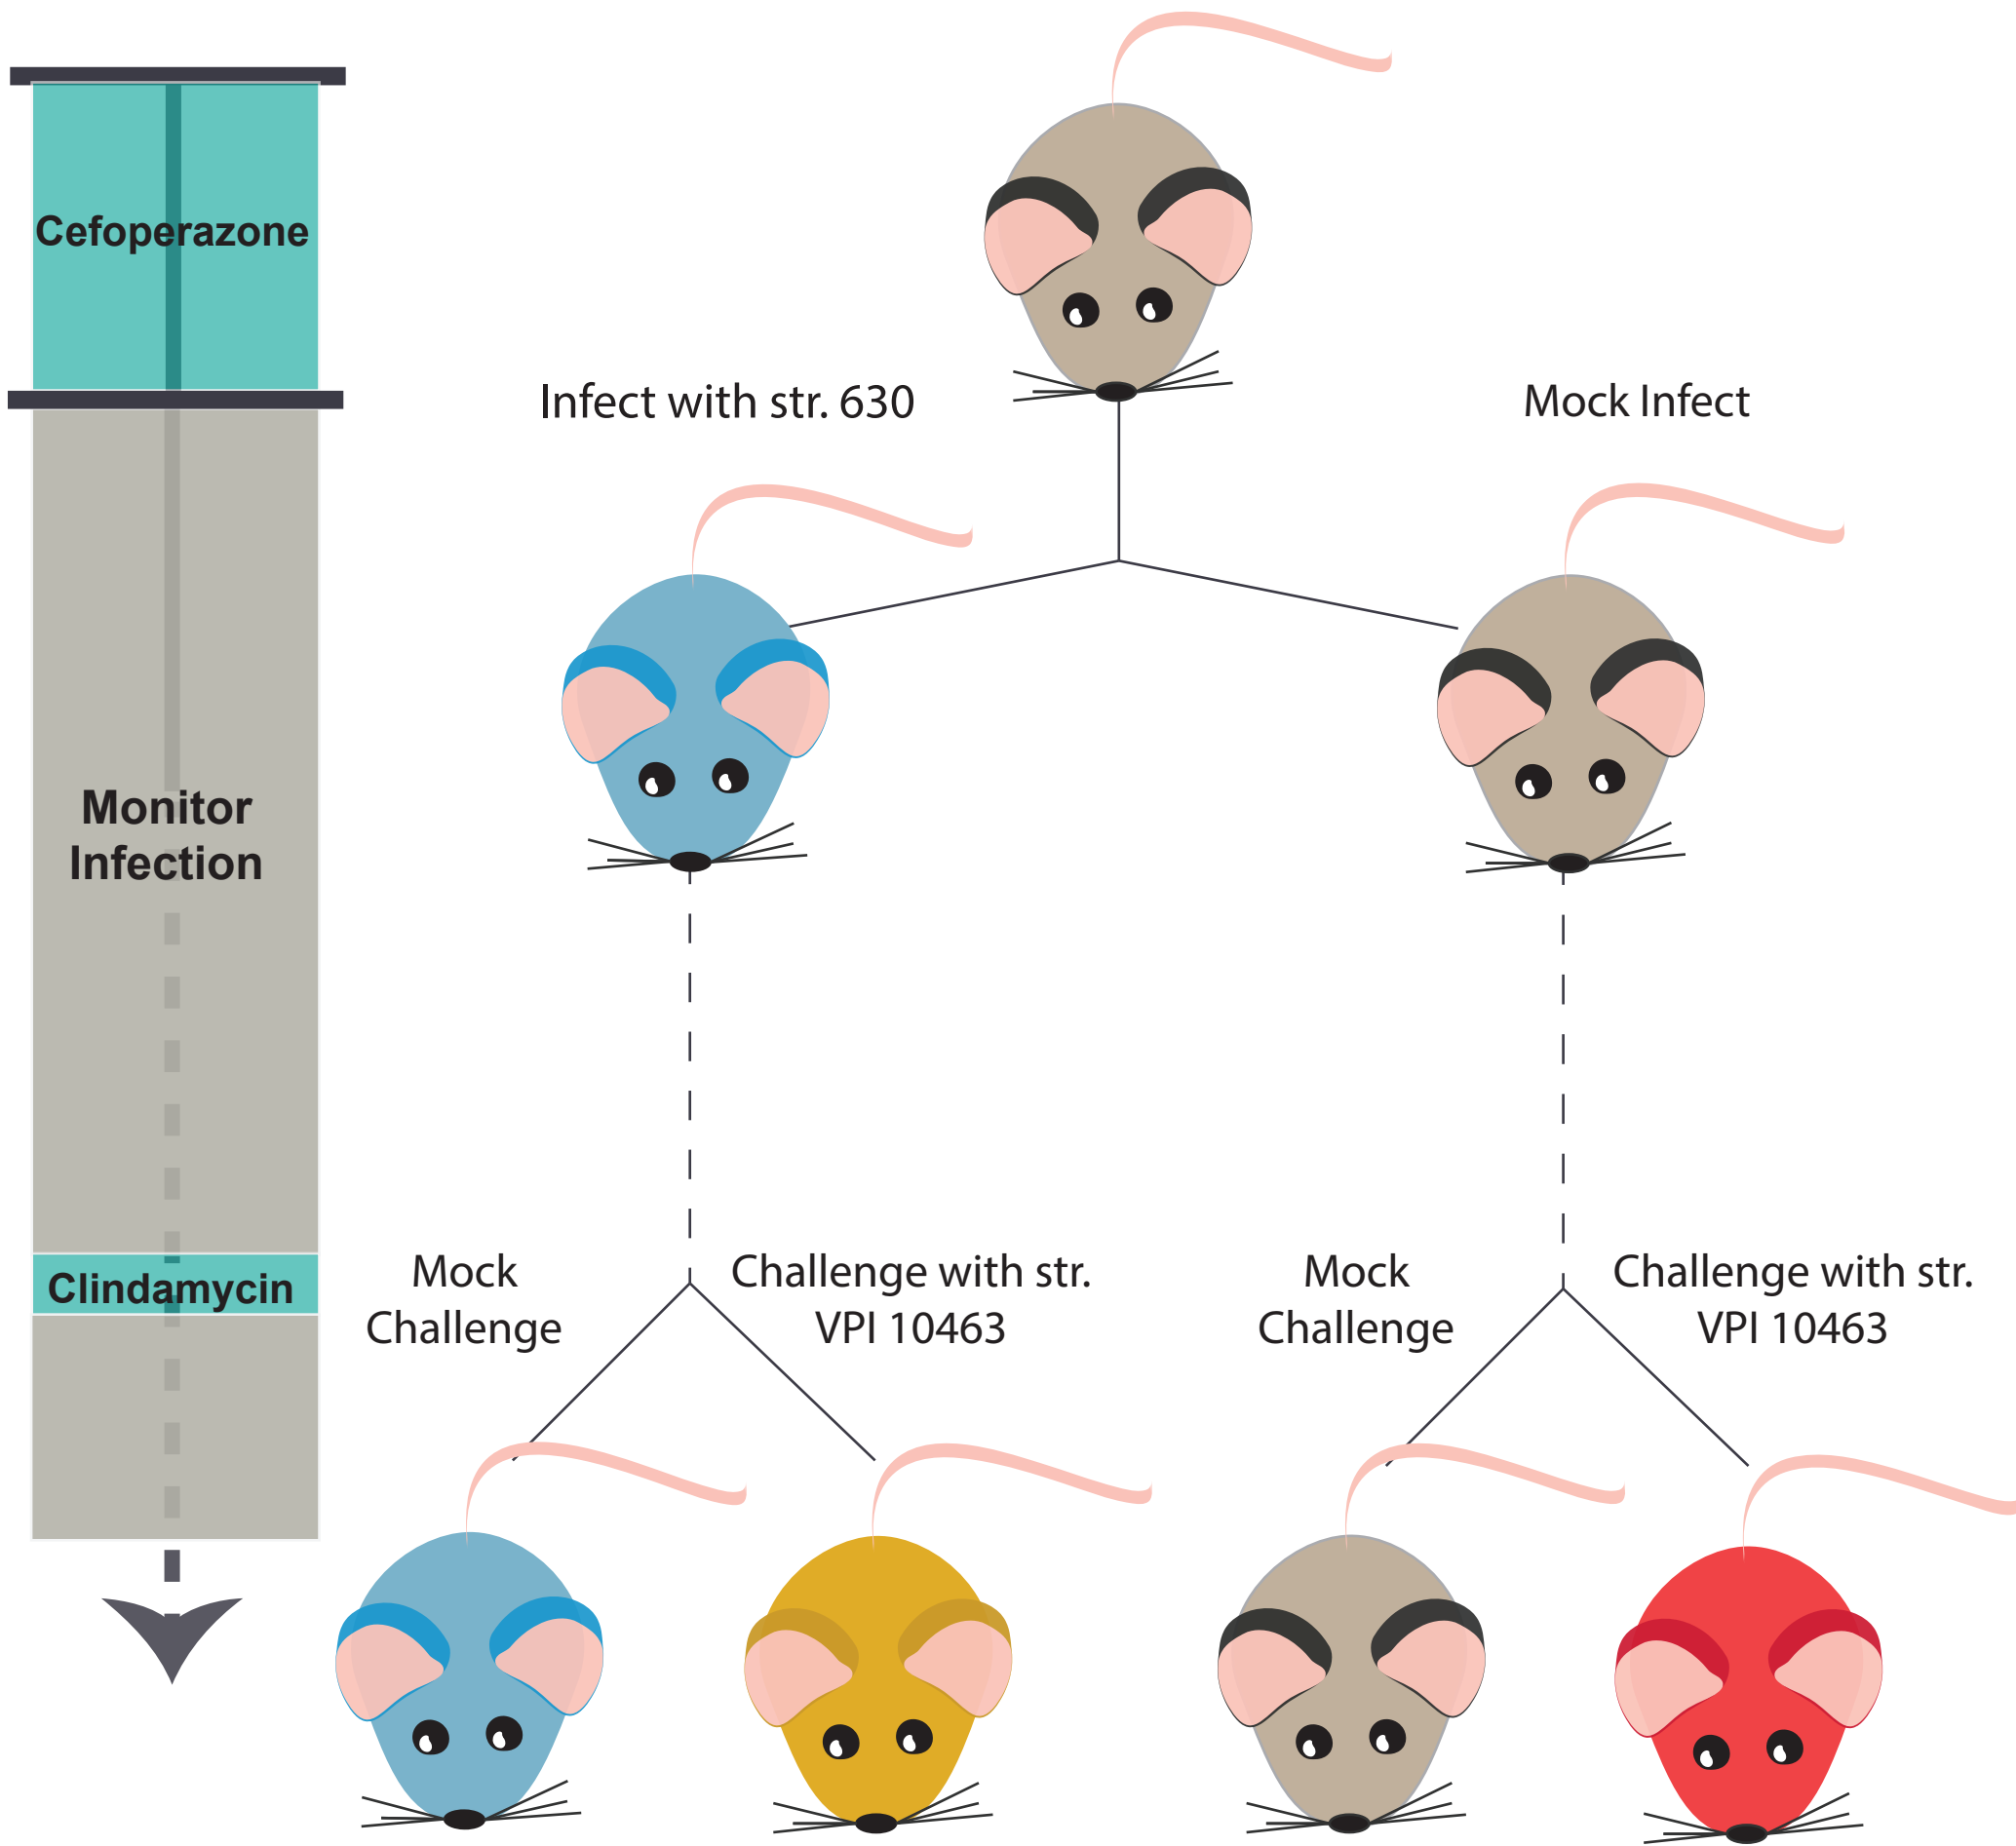 Cefoperazone
Infect with str. 630
Mock Infect
Monitor
Infection
Clindamycin
Mock
Challenge
Challenge with str.
VPI 10463
Mock
Challenge
Challenge with str.
VPI 10463